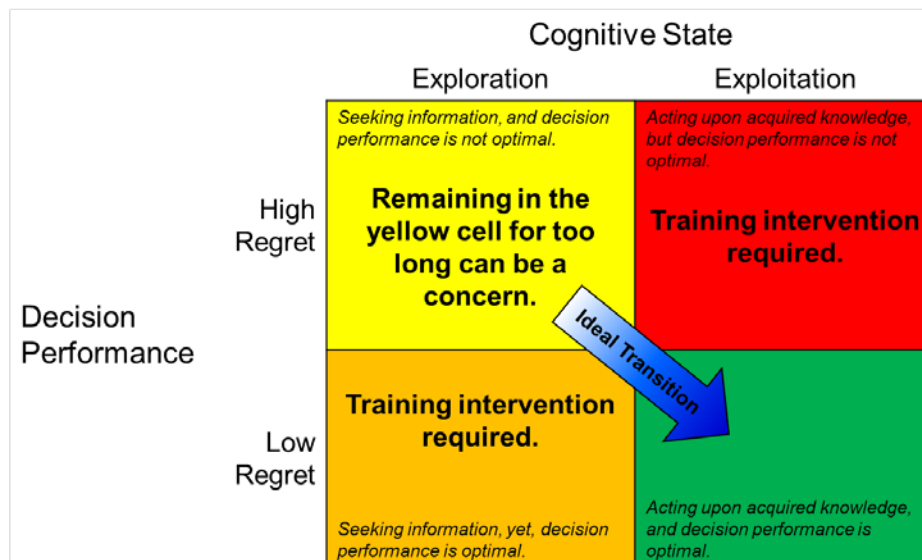 Cognitive State
Exploration
Exploitation
Seeking information, and decision
performance is not optimal.
Remaining in the
yellow cell for too
long can be a
concern.
Acting upon acquired knowledge,
but decision performance is not
optimal.
Training intervention
required.
High
Regret
Decision
Performance
Ideal Transition
Low
Regret
Training intervention
required.
Seeking information, yet, decision
performance is optimal.
Acting upon acquired knowledge,
and decision performance is
optimal.